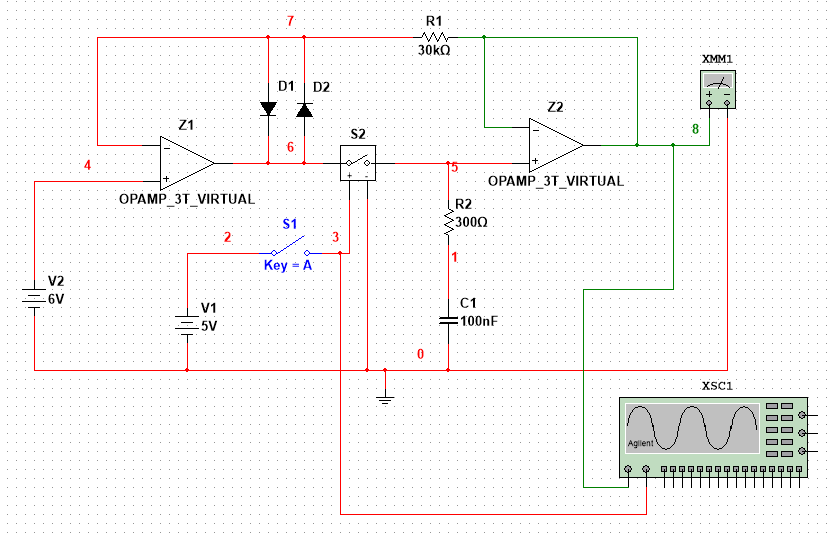 7
R1
30kΩ
XMM1
+ −
D1
D2
Z2
8
Z1
S2
6
−
+
4
−
+
5
OPAMP_3T_VIRTUAL
+ -
OPAMP_3T_VIRTUAL
R2
300Ω
S1
2
3
Key = A
1
V2
6V
V1
5V
C1
100nF
0
XSC1
Agilent